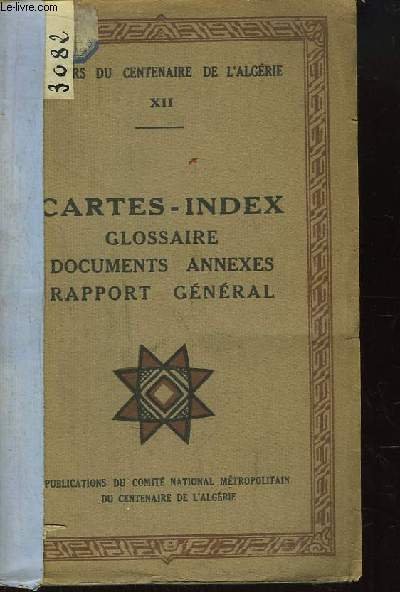 le-livre.com
3082
RS DU CENTENAIRE DE L'ALGÉRIE
XII
CARTES-INDEX
GLOSSAIRE
DOCUMENTS ANNEXES
RAPPORT GÉNÉRAL
PUBLICATIONS DU COMITÉ NATIONAL MÉTROPOLITAIN
DU CENTENAIRE DE L'ALGÉRIE